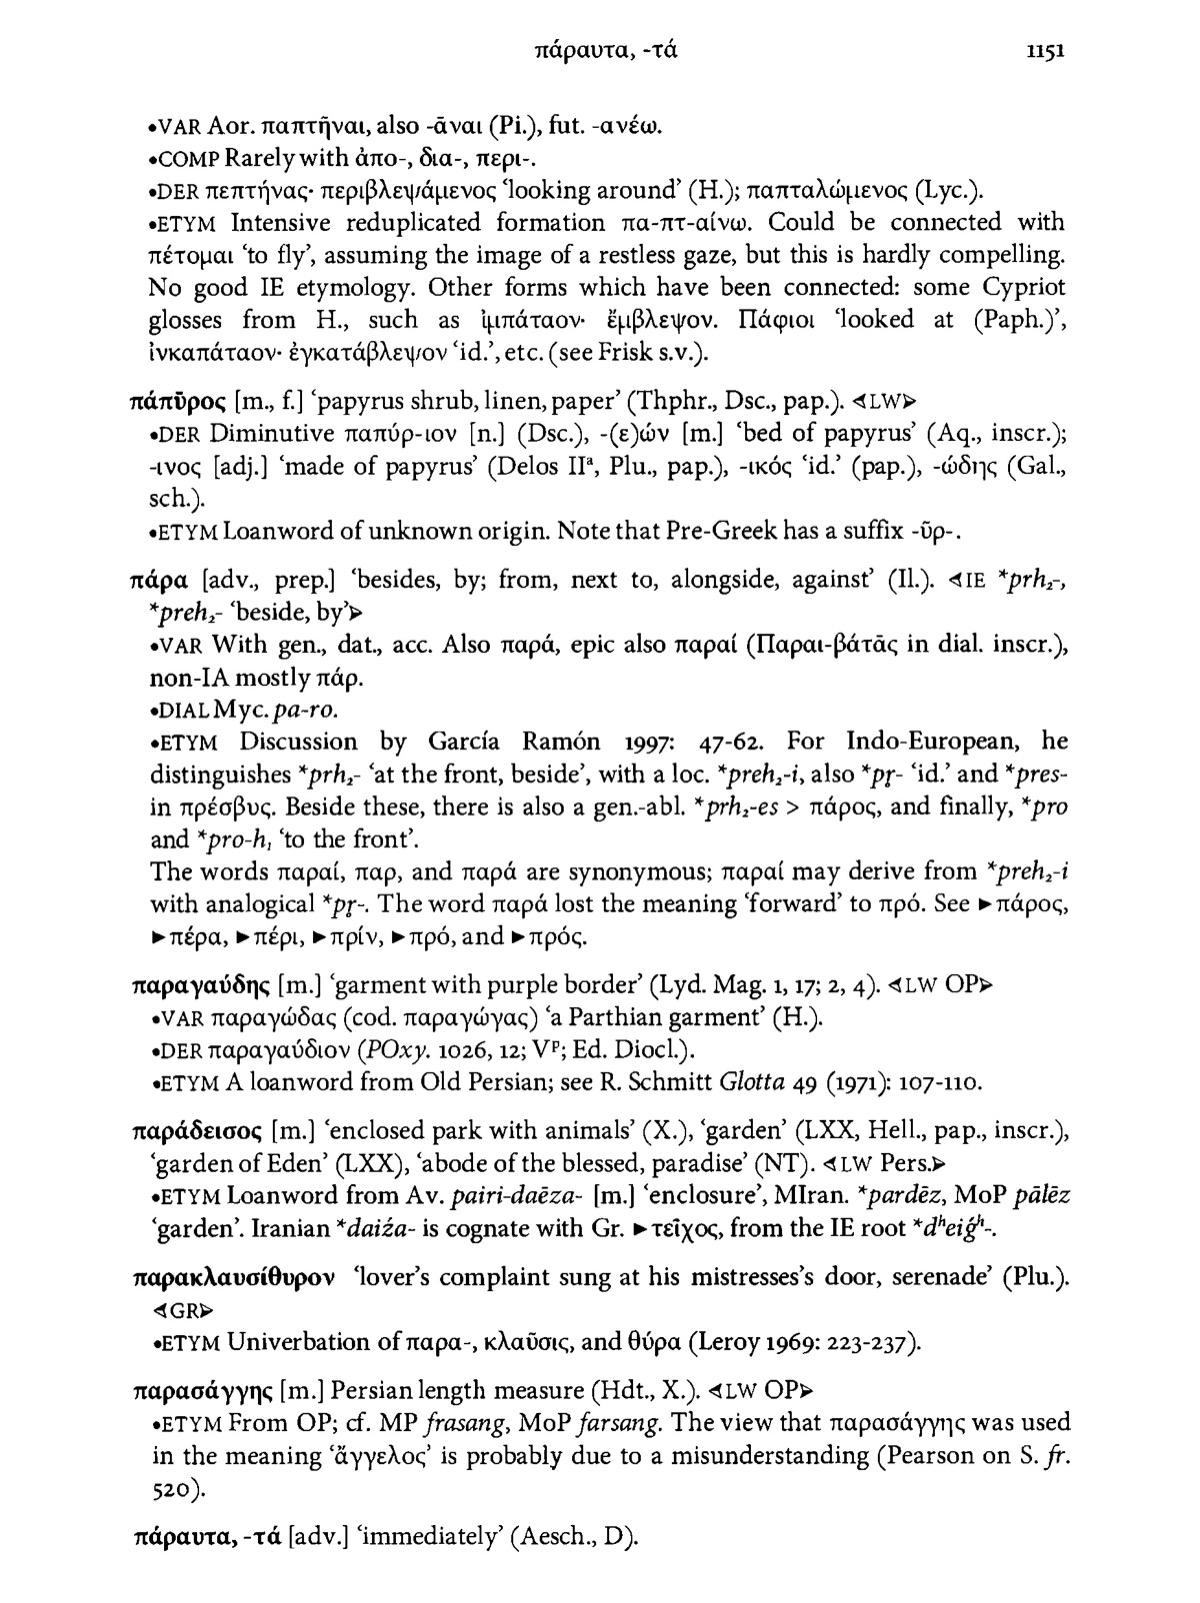 πάραυτα, -τά 1151
•VAR Aor. παπτῆναι, also -ᾶναι (Pi.), fut. -ανέω.
•COMP Rarely with ἀπο-, δια-, περι-.
•DER πεπτήνας· περιβλεψάμενος ‘looking around’ (H.); παπταλώμενος (Lyc.).
•ETYM Intensive reduplicated formation πα-πτ-αίνω. Could be connected with
πέτομαι ‘to fly’, assuming the image of a restless gaze, but this is hardly compelling.
No good IE etymology. Other forms which have been connected: some Cypriot
glosses from H., such as ἰμπάταον· ἔμβλεψον. Πάφιοι ‘looked at (Paph.)’,
ἰνκαπάταον· ἐγκατάβλεψον ‘id.’, etc. (see Frisk s.v.).
πάπῡρος [m., f.] ‘papyrus shrub, linen, paper’ (Thphr., Dsc., pap.). ⊲LW⊳
•DER Diminutive παπύρ-ιον [n.] (Dsc.), -(ε)ών [m.] ‘bed of papyrus’ (Aq., inscr.);
-ινος [adj.] ‘made of papyrus’ (Delos IIᵃ, Plu., pap.), -ικός ‘id.’ (pap.), -ώδης (Gal.,
sch.).
•ETYM Loanword of unknown origin. Note that Pre-Greek has a suffix -ῡρ-.
πάρα [adv., prep.] ‘besides, by; from, next to, alongside, against’ (Il.). ⊲IE *prh₂-,
*preh₂- ‘beside, by’⊳
•VAR With gen., dat., acc. Also παρά, epic also παραί (Παραι-βάτᾱς in dial. inscr.),
non-IA mostly πάρ.
•DIAL Myc. pa-ro.
•ETYM Discussion by García Ramón 1997: 47-62. For Indo-European, he
distinguishes *prh₂- ‘at the front, beside’, with a loc. *preh₂-i, also *pr̥- ‘id.’ and *pres-
in πρέσβυς. Beside these, there is also a gen.-abl. *prh₂-es > πάρος, and finally, *pro
and *pro-h₁ ‘to the front’.
The words παραί, παρ, and παρά are synonymous; παραί may derive from *preh₂-i
with analogical *pr̥-. The word παρά lost the meaning ‘forward’ to πρό. See ►πάρος,
►πέρα, ►πέρι, ►πρίν, ►πρό, and ►πρός.
παραγαύδης [m.] ‘garment with purple border’ (Lyd. Mag. 1, 17; 2, 4). ⊲LW OP⊳
•VAR παραγώδας (cod. παραγώγας) ‘a Parthian garment’ (H.).
•DER παραγαύδιον (POxy. 1026, 12; Vᵖ; Ed. Diocl.).
•ETYM A loanword from Old Persian; see R. Schmitt Glotta 49 (1971): 107-110.
παράδεισος [m.] ‘enclosed park with animals’ (X.), ‘garden’ (LXX, Hell., pap., inscr.),
‘garden of Eden’ (LXX), ‘abode of the blessed, paradise’ (NT). ⊲LW Pers.⊳
•ETYM Loanword from Av. pairi-daēza- [m.] ‘enclosure’, MIran. *pardēz, MoP pālēz
‘garden’. Iranian *daiźa- is cognate with Gr. ►τεῖχος, from the IE root *dʰeiǵʰ-.
παρακλαυσίθυρον ‘lover’s complaint sung at his mistresses’s door, serenade’ (Plu.).
⊲GR⊳
•ETYM Univerbation of παρα-, κλαῦσις, and θύρα (Leroy 1969: 223-237).
παρασάγγης [m.] Persian length measure (Hdt., X.). ⊲LW OP⊳
•ETYM From OP; cf. MP frasang, MoP farsang. The view that παρασάγγης was used
in the meaning ‘ἄγγελος’ is probably due to a misunderstanding (Pearson on S. fr.
520).
πάραυτα, -τά [adv.] ‘immediately’ (Aesch., D).